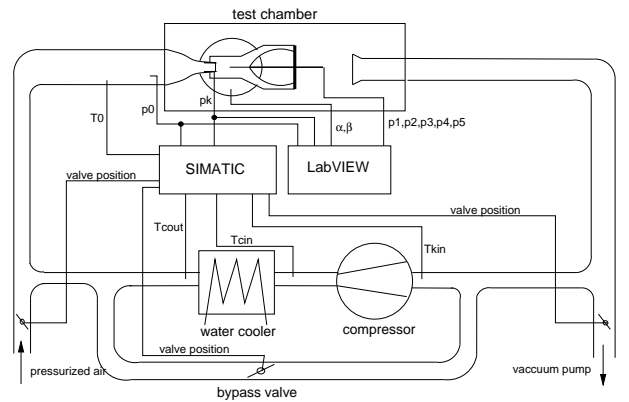 test chamber
T0
p0
pk
α,β
p1,p2,p3,p4,p5
SIMATIC
LabVIEW
valve position
valve position
Tcout
Tcin
Tkin
water cooler
compressor
valve position
pressurized air
vaccuum pump
bypass valve